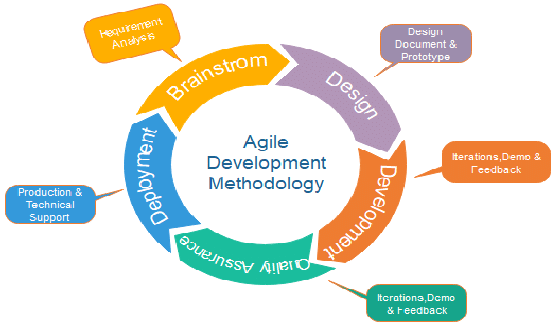 Requirement
Analysis
Brainstrom
Design
Document &
Prototype
Design
Agile
Development
Methodology
Iterations,Demo &
Feedback
Development
Deployment
Production &
Technical
Support
Quality Assurance
Iterations,Demo
& Feedback